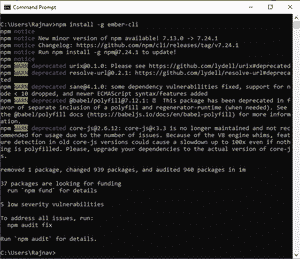 Command Prompt
C:\Users\Rajnav>npm install -g ember-cli
npm notice
npm notice New minor version of npm available! 7.13.0 -> 7.24.1
npm notice Changelog: https://github.com/npm/cli/releases/tag/v7.24.1
npm notice Run npm install -g npm@7.24.1 to update!
npm notice
npm WARN deprecated urix@0.1.0: Please see https://github.com/lydell/urix#deprecated
npm WARN deprecated resolve-url@0.2.1: https://github.com/lydell/resolve-url#depreca
ted
npm WARN deprecated sane@4.1.0: some dependency vulnerabilities fixed, support for n
ode < 10 dropped, and newer ECMAScript syntax/features added
npm WARN deprecated @babel/polyfill@7.12.1: 🚨 This package has been deprecated in f
avor of separate inclusion of a polyfill and regenerator-runtime (when needed). See
the @babel/polyfill docs (https://babeljs.io/docs/en/babel-polyfill) for more inform
ation.
npm WARN deprecated core-js@2.6.12: core-js@<3.3 is no longer maintained and not rec
ommended for usage due to the number of issues. Because of the V8 engine whims, feat
ure detection in old core-js versions could cause a slowdown up to 100x even if noth
ing is polyfilled. Please, upgrade your dependencies to the actual version of core-j
s.
removed 1 package, changed 939 packages, and audited 940 packages in 1m
37 packages are looking for funding
run `npm fund` for details
5 low severity vulnerabilities
To address all issues, run:
npm audit fix
Run `npm audit` for details.
C:\Users\Rajnav>